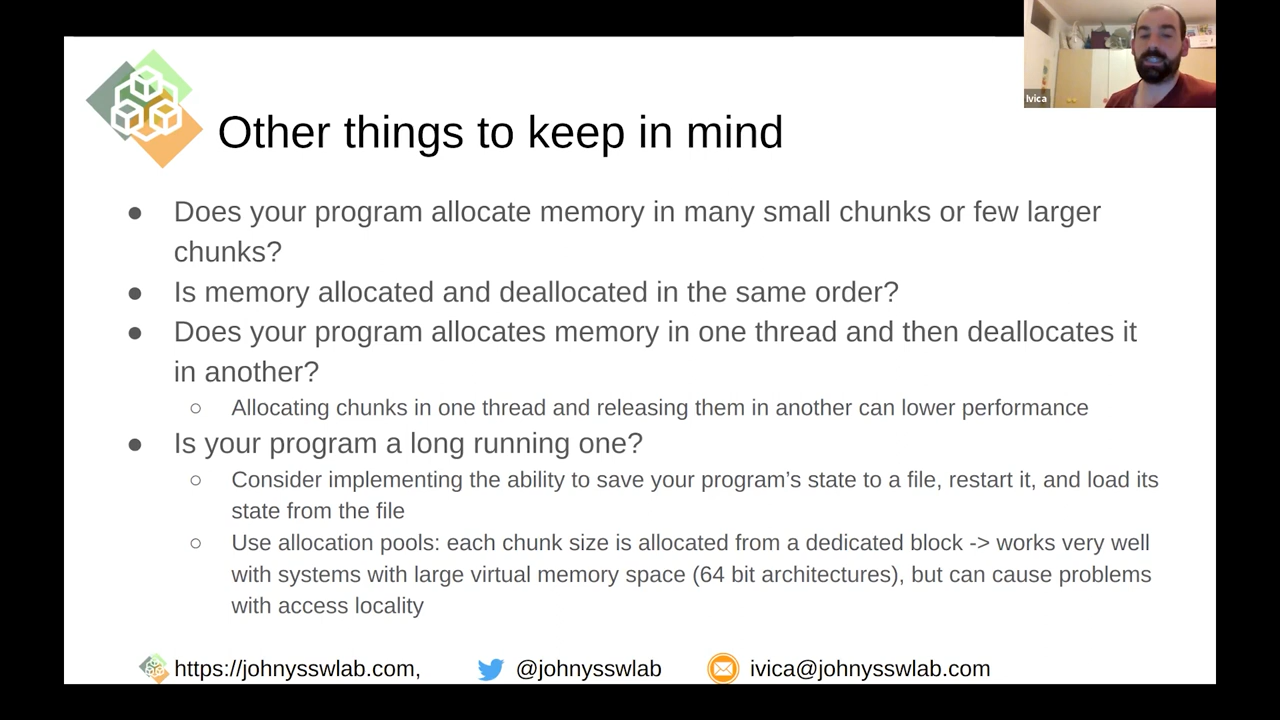 Ivica
Other things to keep in mind
● Does your program allocate memory in many small chunks or few larger
chunks?
● Is memory allocated and deallocated in the same order?
● Does your program allocates memory in one thread and then deallocates it
in another?
○ Allocating chunks in one thread and releasing them in another can lower performance
● Is your program a long running one?
○ Consider implementing the ability to save your program’s state to a file, restart it, and load its
state from the file
○ Use allocation pools: each chunk size is allocated from a dedicated block -> works very well
with systems with large virtual memory space (64 bit architectures), but can cause problems
with access locality
https://johnysswlab.com, @johnysswlab ivica@johnysswlab.com